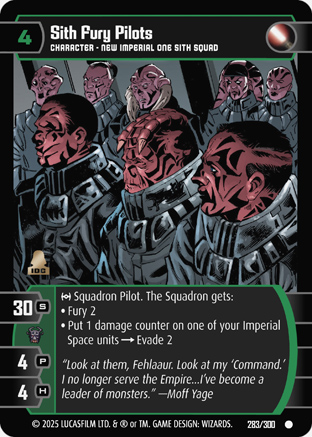 4
Sith Fury Pilots
CHARACTER - NEW IMPERIAL ONE SITH SQUAD
IDC
30 S
Squadron Pilot. The Squadron gets:
• Fury 2
• Put 1 damage counter on one of your Imperial
Space units → Evade 2
4 P
4 H
“Look at them, Fehlaaur. Look at my ‘Command.’
I no longer serve the Empire...I’ve become a
leader of monsters.” —Moff Yage
© 2025 LUCASFILM LTD. & ® OR TM. GAME DESIGN: WIZARDS.
283/300